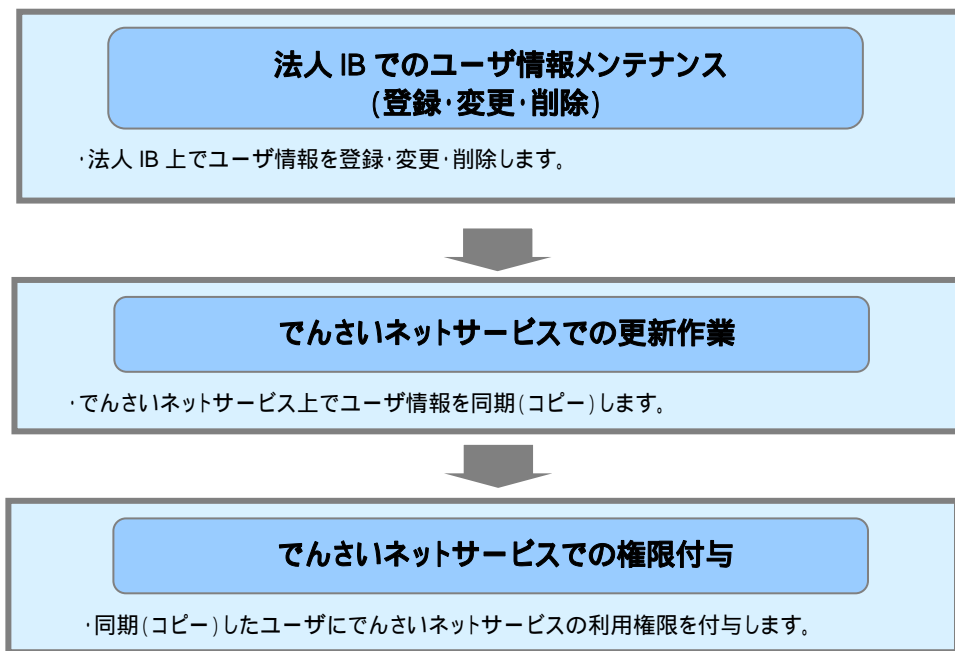 法人 IB でのユーザ情報メンテナンス
(登録･変更･削除)
･法人 IB 上でユーザ情報を登録･変更･削除します。
でんさいネットサービスでの更新作業
･でんさいネットサービス上でユーザ情報を同期(コピー)します。
でんさいネットサービスでの権限付与
･同期(コピー)したユーザにでんさいネットサービスの利用権限を付与します。